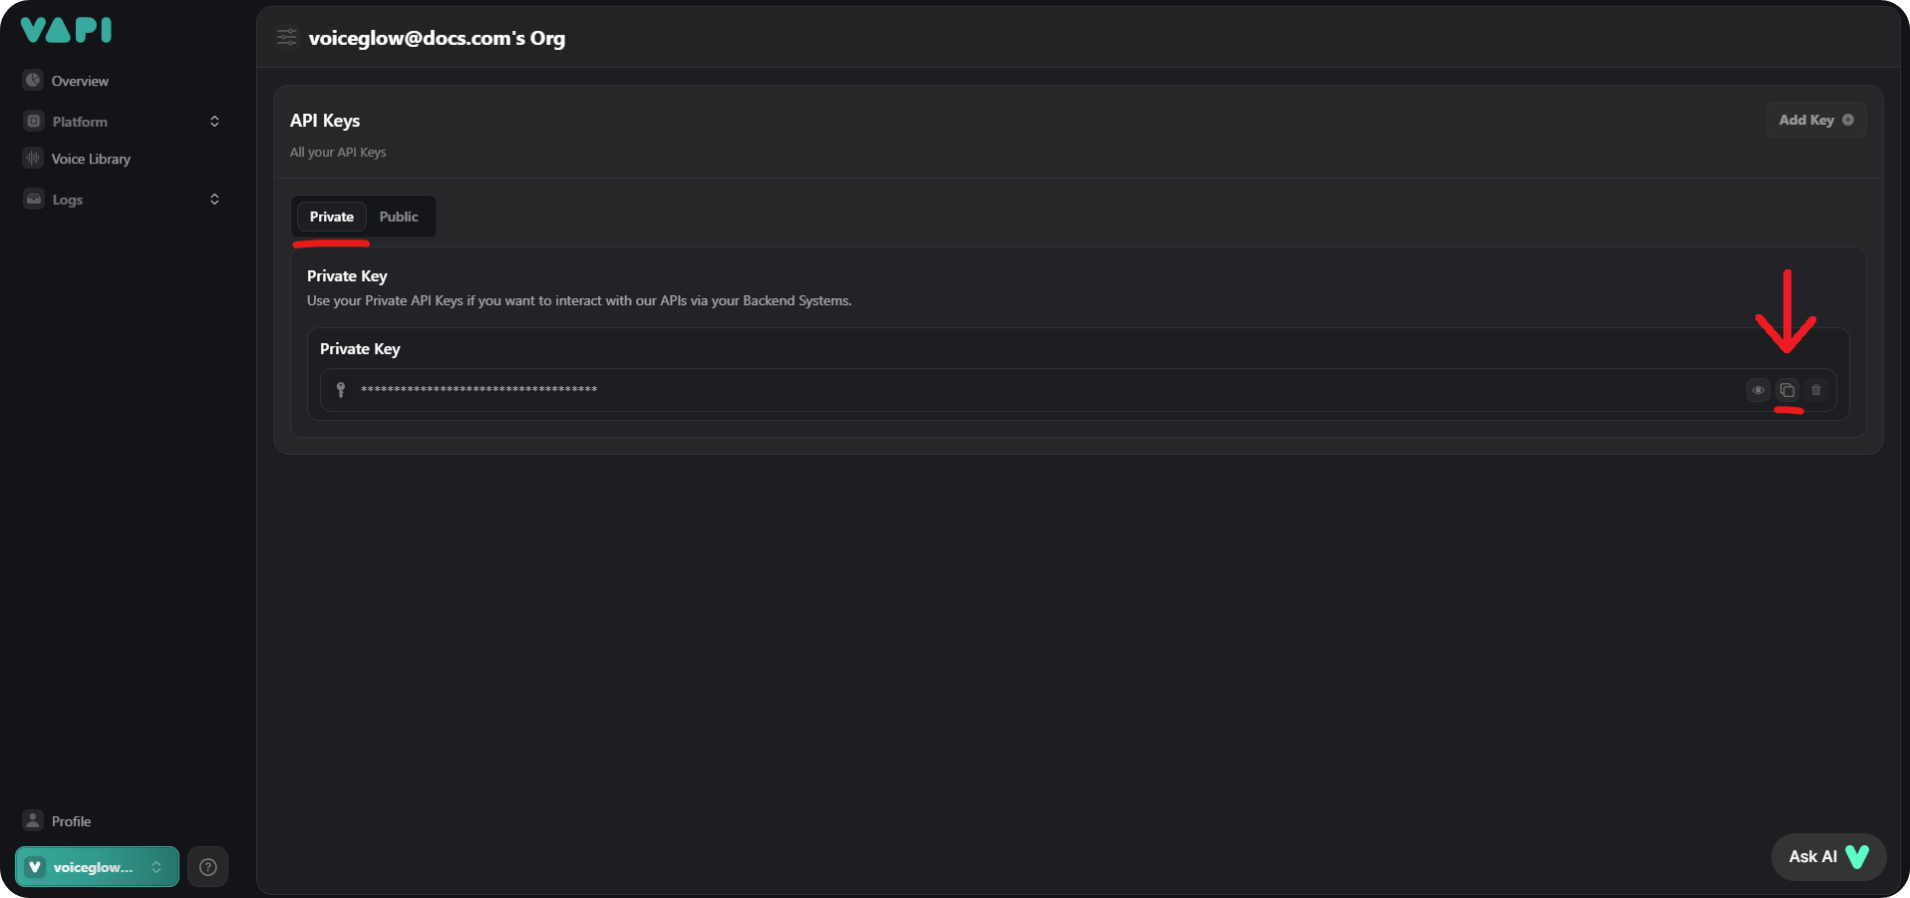 VAPI
Overview
Platform
Voice Library
Logs
Profile
voiceglow...
voiceglow@docs.com's Org
API Keys
Add Key
All your API Keys
Private Public
Private Key
Use your Private API Keys if you want to interact with our APIs via your Backend Systems.
Private Key
************************************
Ask AI